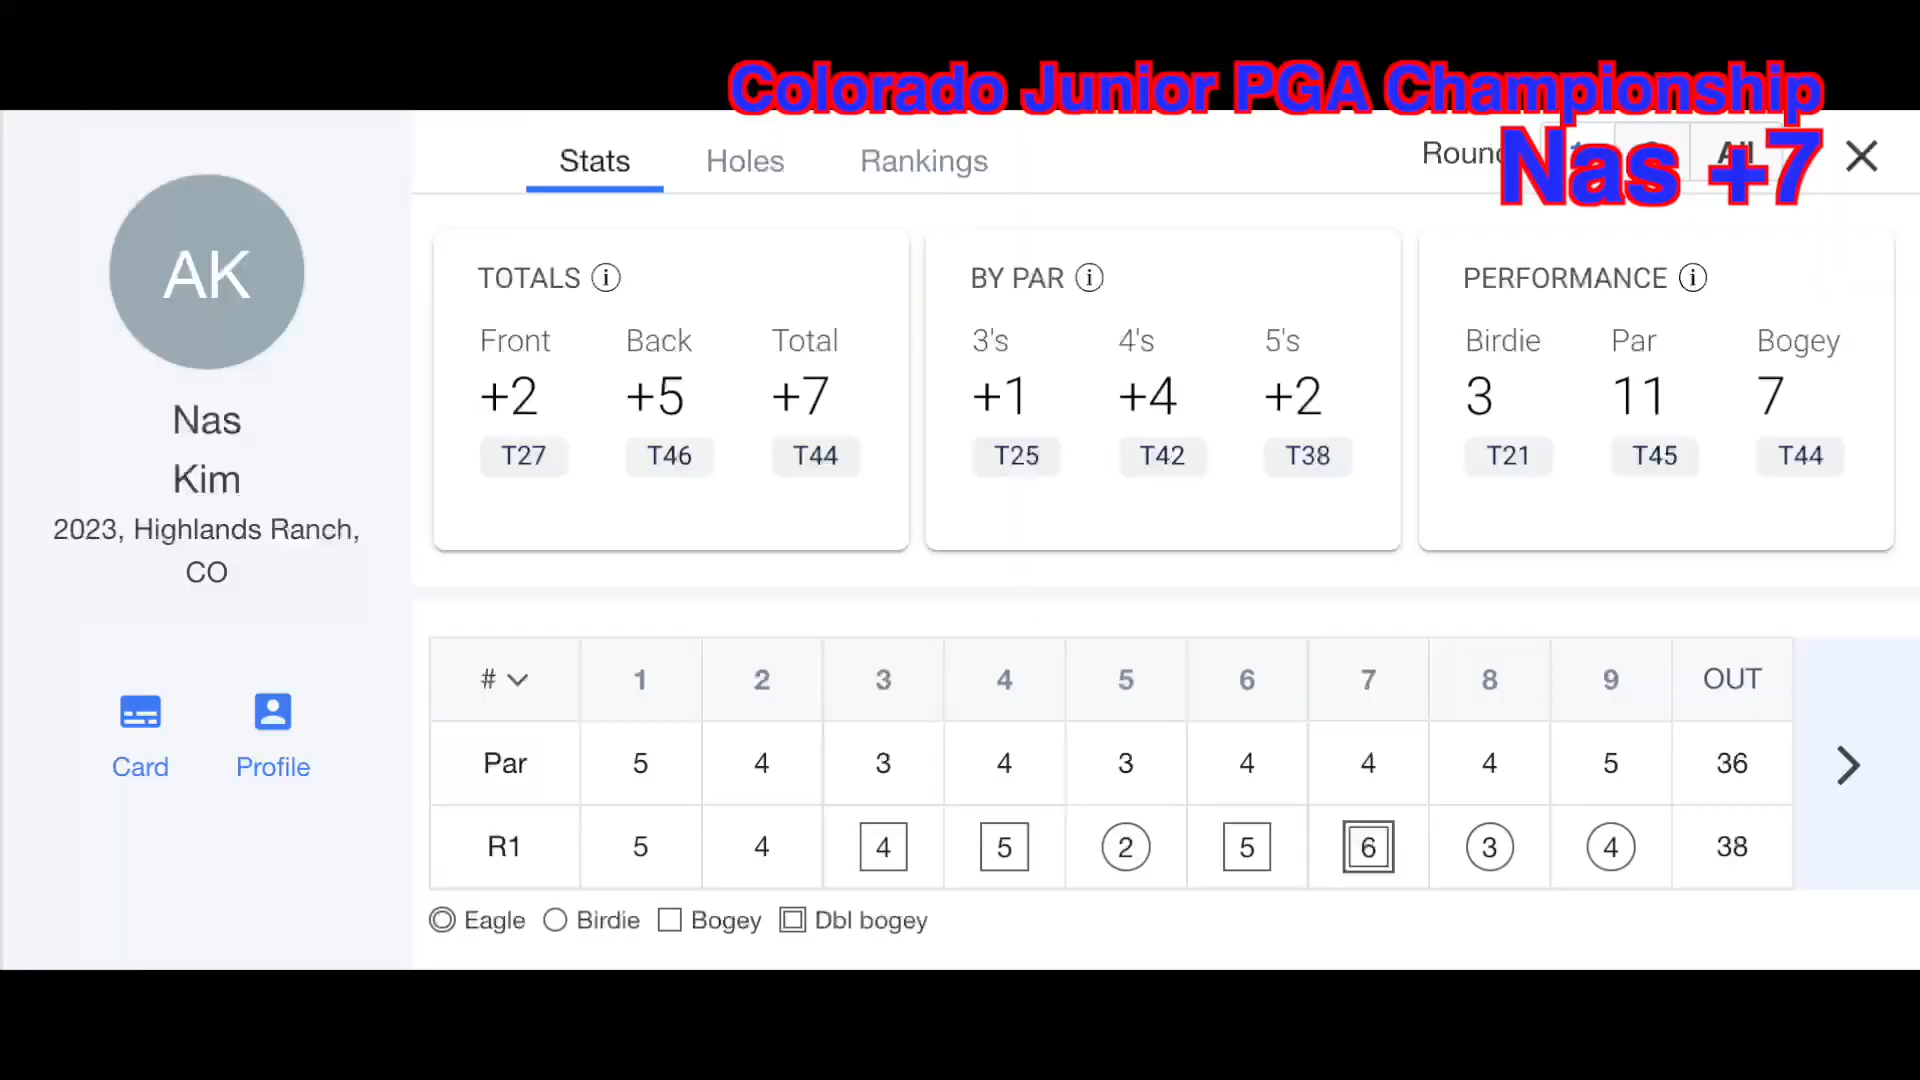 Colorado Junior PGA Championship
Nas +7
Stats Holes Rankings Round All
AK
Nas
Kim
2023, Highlands Ranch,
CO
Card Profile
TOTALS i
Front Back Total
+2 +5 +7
T27 T46 T44
BY PAR i
3's 4's 5's
+1 +4 +2
T25 T42 T38
PERFORMANCE i
Birdie Par Bogey
3 11 7
T21 T45 T44
# 1 2 3 4 5 6 7 8 9 OUT
Par 5 4 3 4 3 4 4 4 5 36
R1 5 4 4 5 2 5 6 3 4 38
Eagle Birdie Bogey Dbl bogey